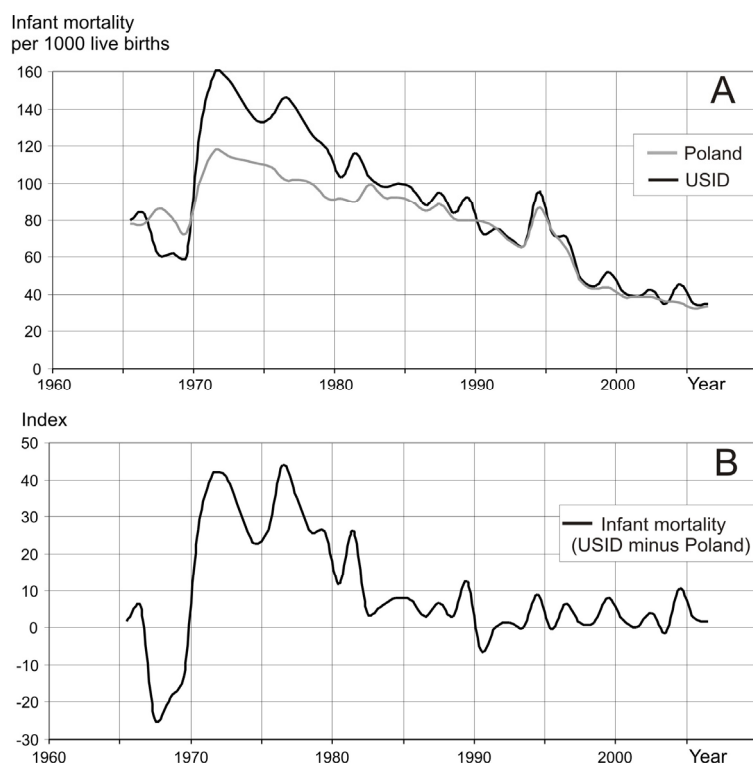 Infant mortality
per 1000 live births
160
A
140
120
Poland
100
USID
80
60
40
20
0
1960
1970
1980
1990
2000
Year
Index
50
B
40
30
Infant mortality
(USID minus Poland)
20
10
0
-10
-20
-30
1960
1970
1980
1990
2000
Year